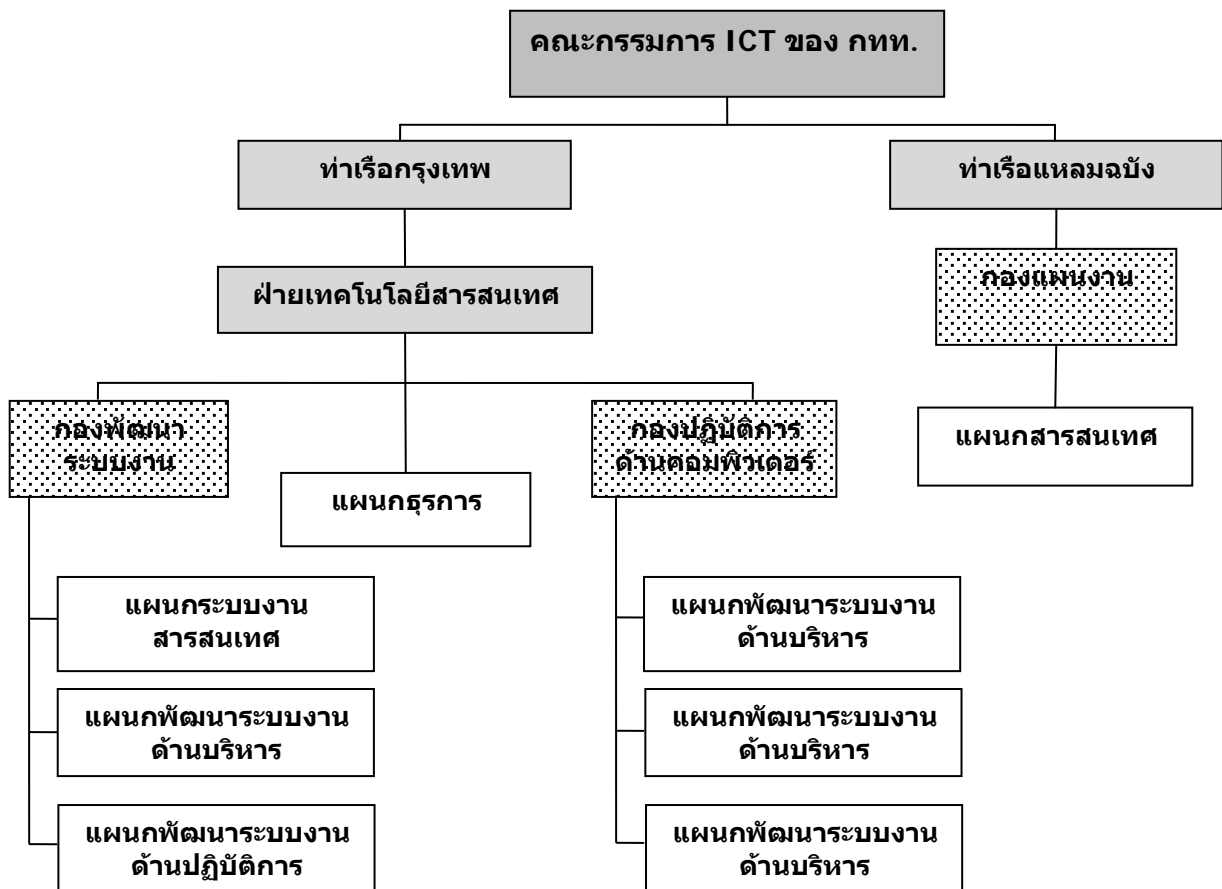 คณะกรรมการ ICT ของ กทท.
ท่าเรือกรุงเทพ
ท่าเรือแหลมฉบัง
กองแผนงาน
ฝ่ายเทคโนโลยีสารสนเทศ
กองพัฒนา
ระบบงาน
กองปฏิบัติการ
ด้านคอมพิวเตอร์
แผนกสารสนเทศ
แผนกธุรการ
แผนกระบบงาน
สารสนเทศ
แผนกพัฒนาระบบงาน
ด้านบริหาร
แผนกพัฒนาระบบงาน
ด้านบริหาร
แผนกพัฒนาระบบงาน
ด้านบริหาร
แผนกพัฒนาระบบงาน
ด้านปฏิบัติการ
แผนกพัฒนาระบบงาน
ด้านบริหาร